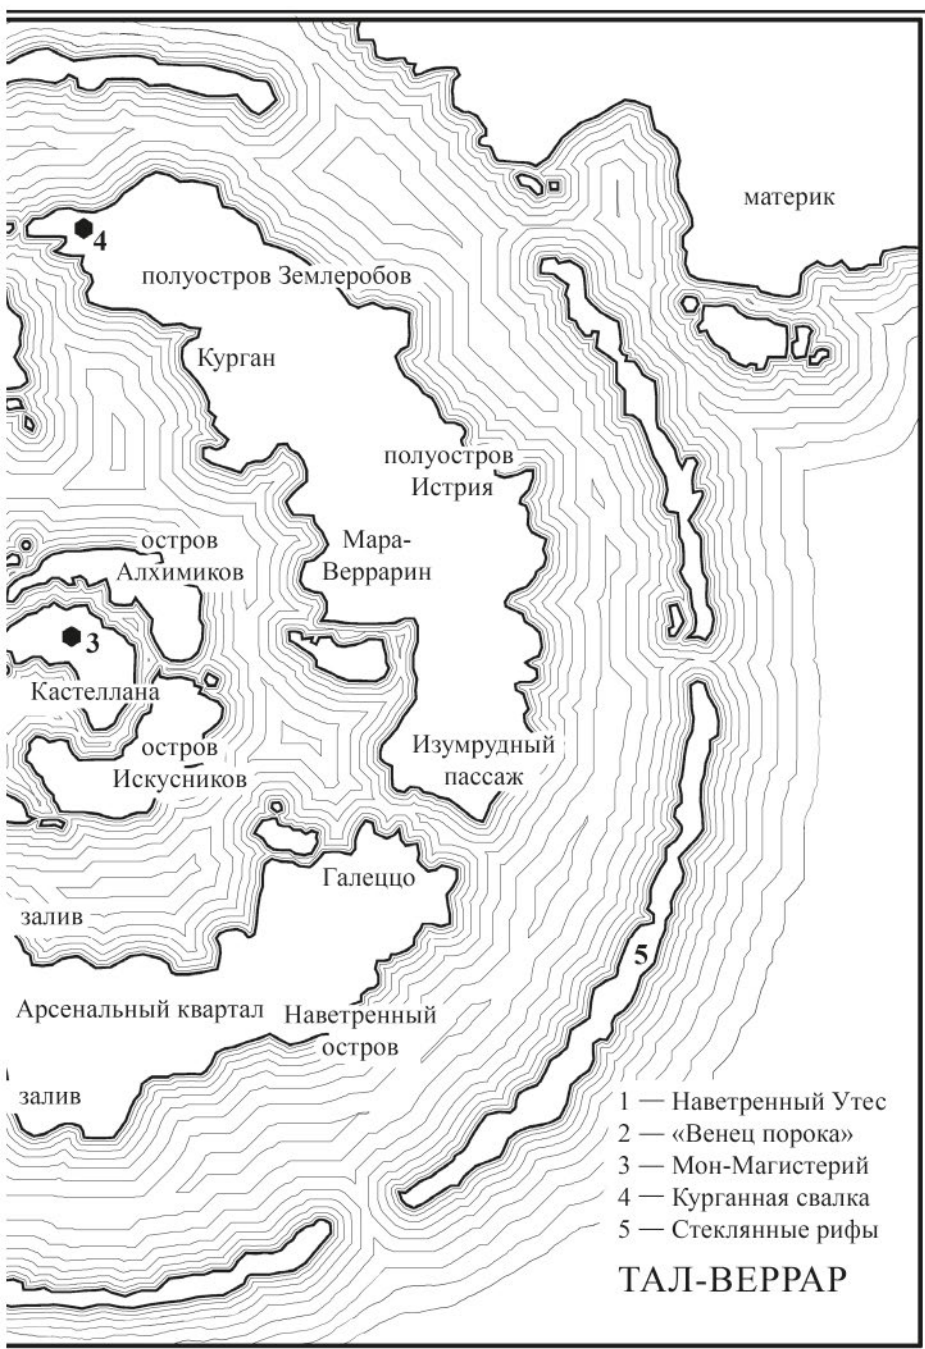 материк
4
полуостров Землеробов
Курган
полуостров
Истрия
остров
Алхимиков
Мара-
Веррарин
3
Кастеллана
остров
Искусников
Изумрудный
пассаж
Галеццо
залив
5
Арсенальный квартал
Наветренный
остров
залив
1 — Наветренный Утес
2 — «Венец порока»
3 — Мон-Магистерий
4 — Курганная свалка
5 — Стеклянные рифы
ТАЛ-ВЕРРАР